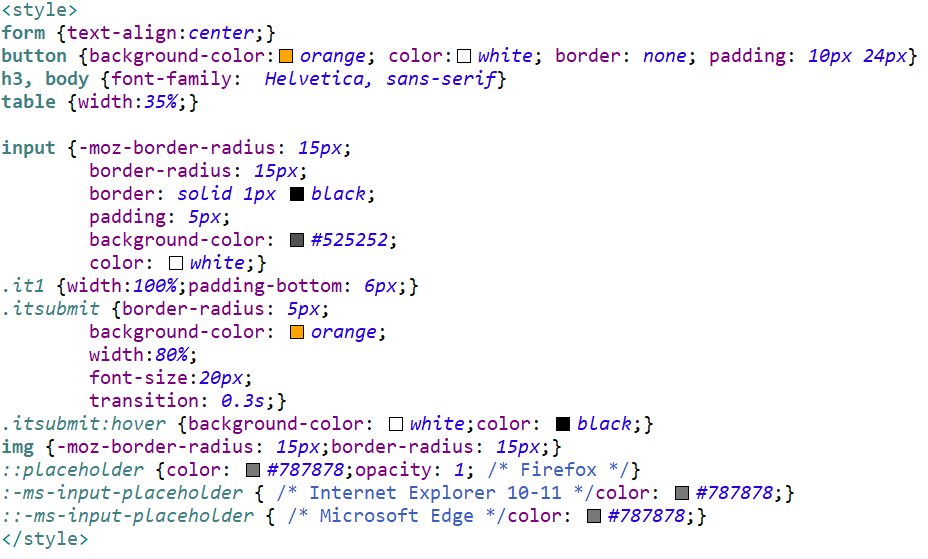 <style>
form {text-align:center;}
button {background-color: orange; color: white; border: none; padding: 10px 24px}
h3, body {font-family:  Helvetica, sans-serif}
table {width:35%;}
input {-moz-border-radius: 15px;
border-radius: 15px;
border: solid 1px black;
padding: 5px;
background-color: #525252;
color: white;}
.it1 {width:100%;padding-bottom: 6px;}
.itsubmit {border-radius: 5px;
background-color: orange;
width:80%;
font-size:20px;
transition: 0.3s;}
.itsubmit:hover {background-color: white;color: black;}
img {-moz-border-radius: 15px;border-radius: 15px;}
::placeholder {color: #787878;opacity: 1; /* Firefox */}
:-ms-input-placeholder { /* Internet Explorer 10-11 */color: #787878;}
::-ms-input-placeholder { /* Microsoft Edge */color: #787878;}
</style>